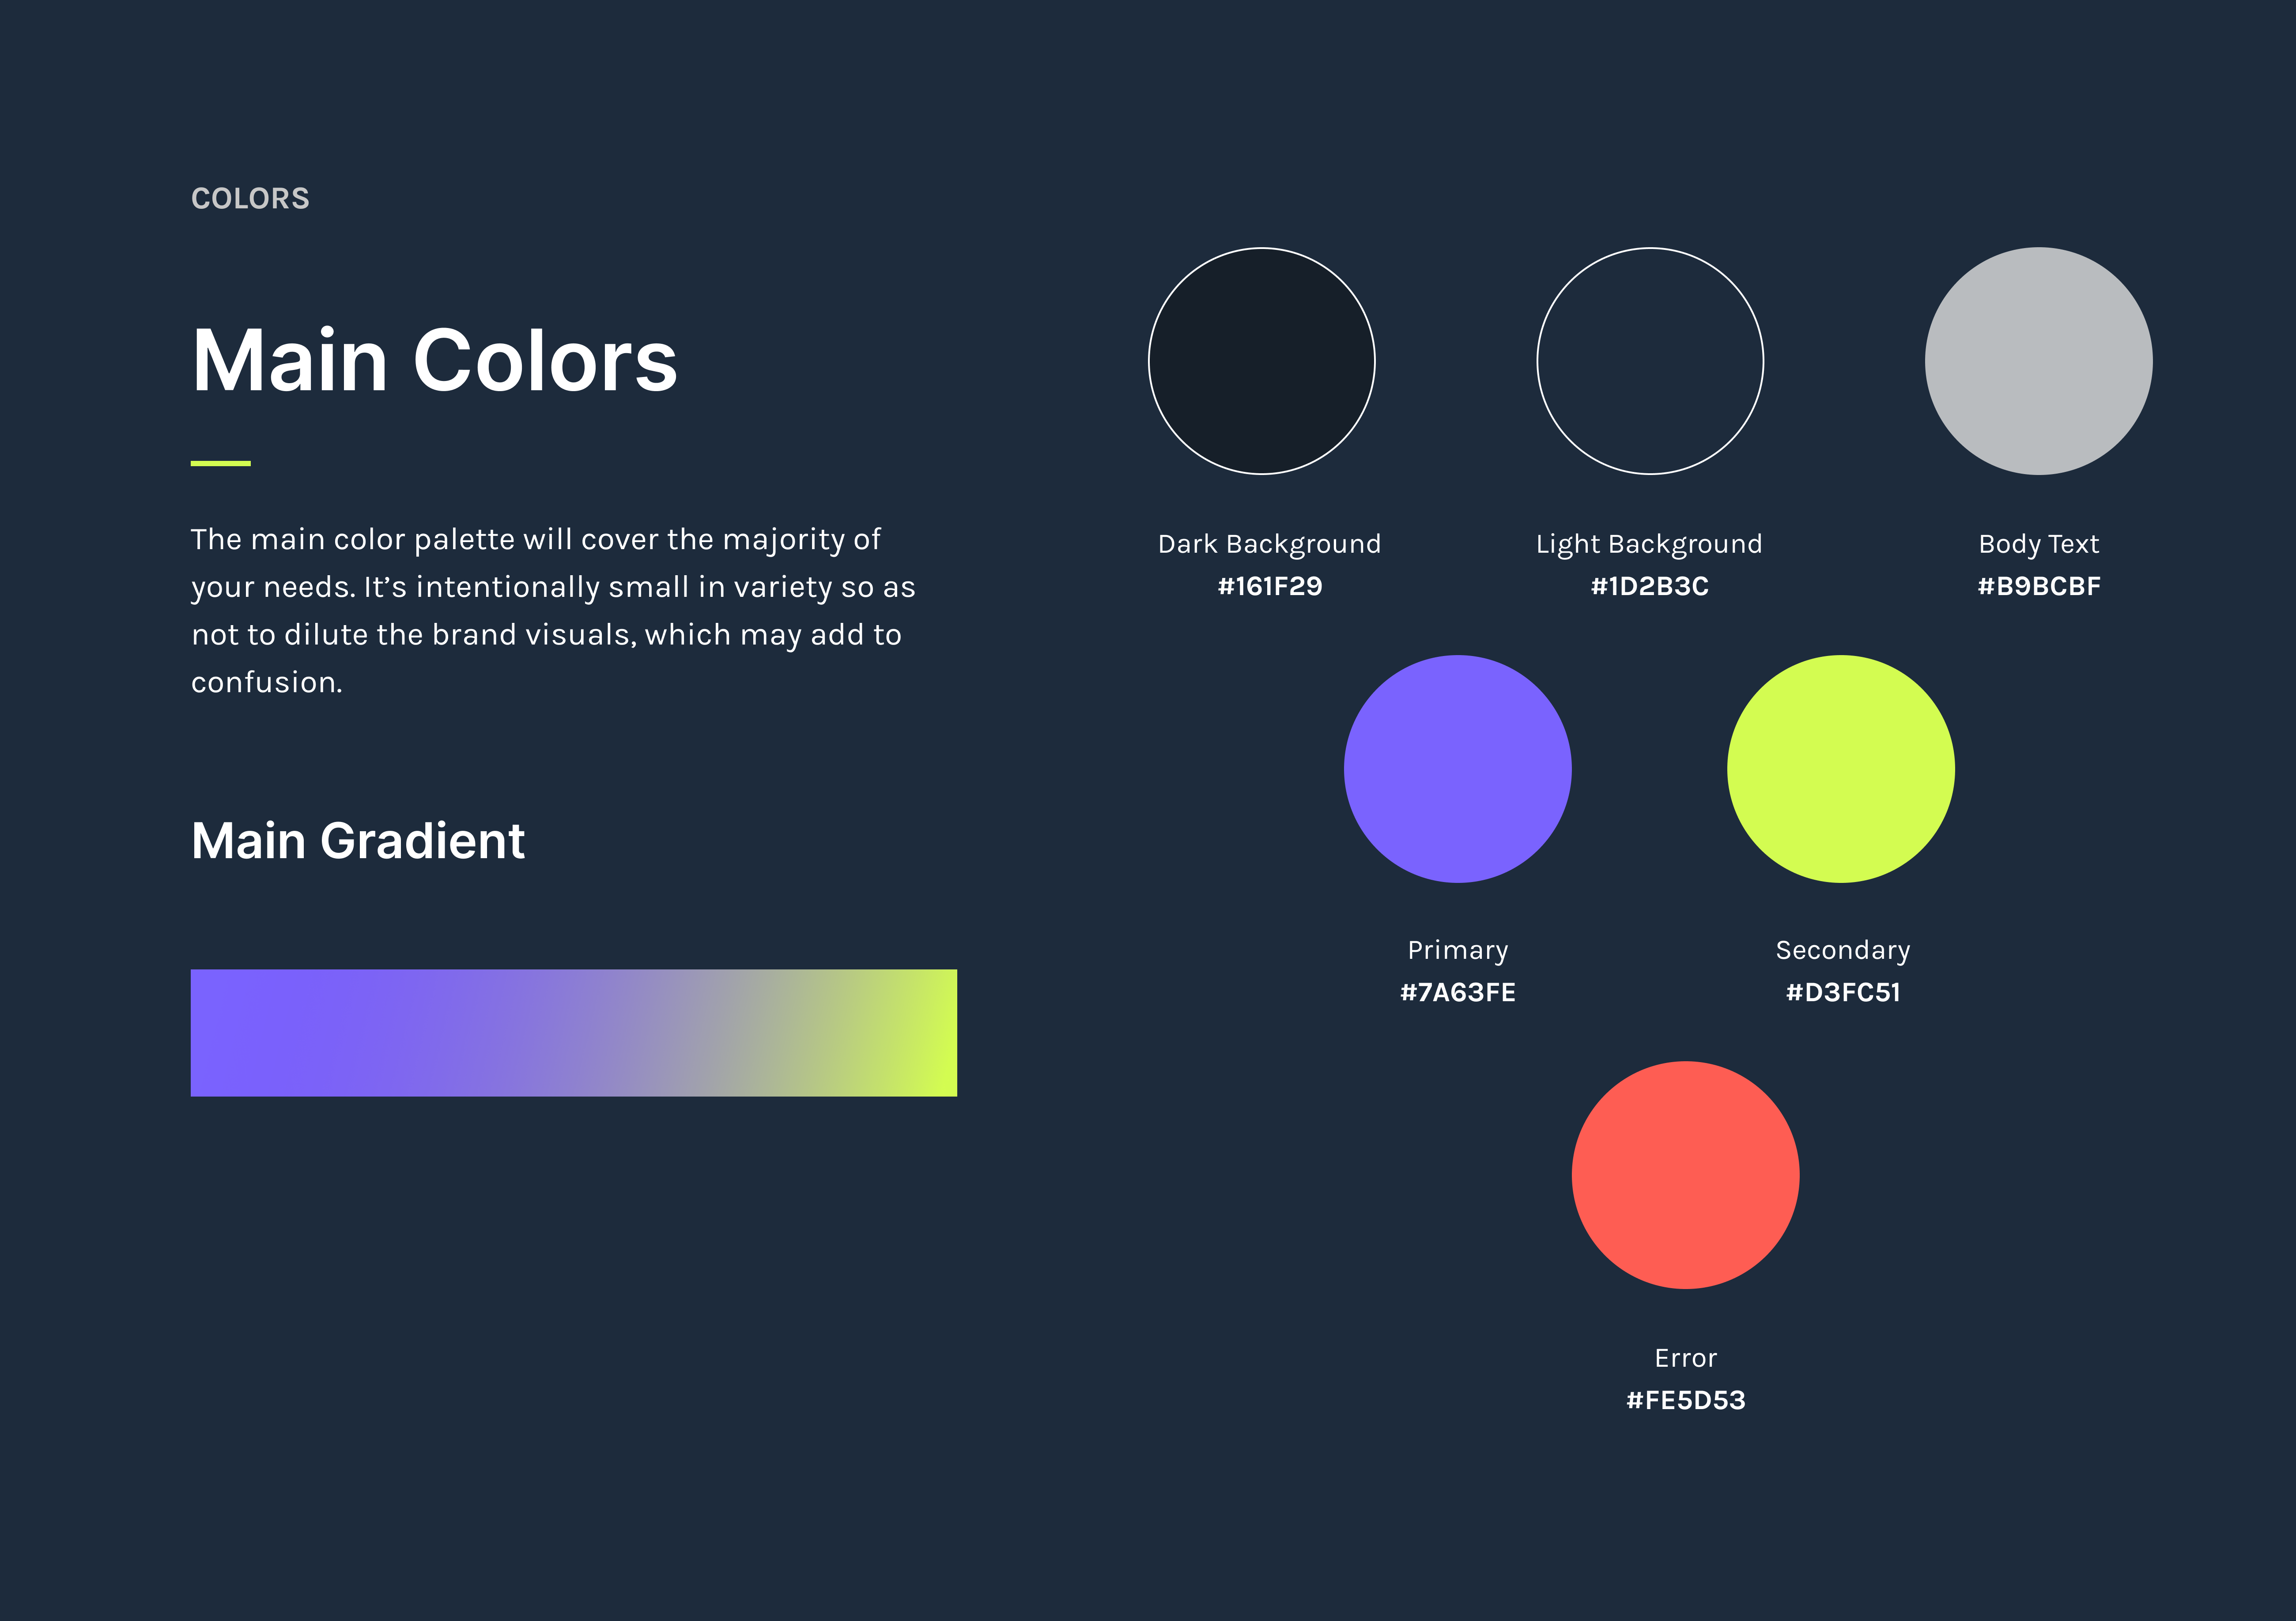 COLORS
Main Colors
The main color palette will cover the majority of
your needs. It’s intentionally small in variety so as
not to dilute the brand visuals, which may add to
confusion.
Main Gradient
Dark Background
#161F29
Light Background
#1D2B3C
Body Text
#B9BCBF
Primary
#7A63FE
Secondary
#D3FC51
Error
#FE5D53